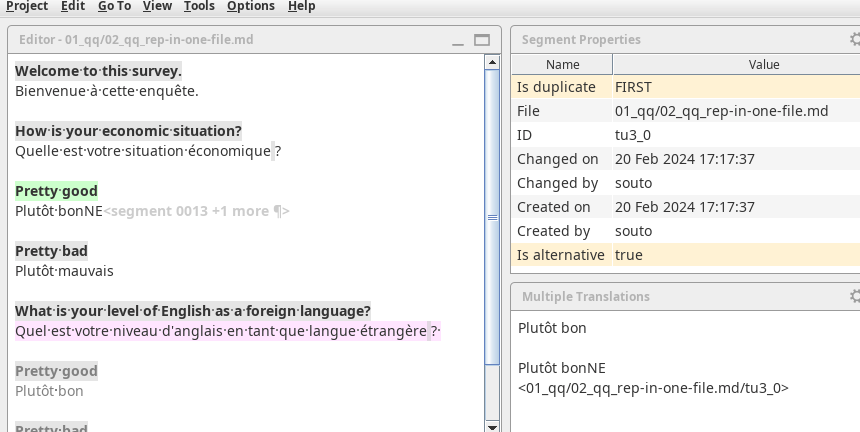 Project Edit Go To View Tools Options Help
Editor - 01_qq/02_qq_rep-in-one-file.md
Welcome·to·this·survey.
Bienvenue·à·cette·enquête.
How·is·your·economic·situation?
Quelle·est·votre·situation·économique ?
Pretty·good
Plutôt·bonNE<segment 0013 +1 more ¶>
Pretty·bad
Plutôt·mauvais
What·is·your·level·of·English·as·a·foreign·language?
Quel·est·votre·niveau·d'anglais·en·tant·que·langue·étrangère ?·
Pretty·good
Plutôt·bon
Pretty·bad
Segment Properties
Name Value
Is duplicate FIRST
File 01_qq/02_qq_rep-in-one-file.md
ID tu3_0
Changed on 20 Feb 2024 17:17:37
Changed by souto
Created on 20 Feb 2024 17:17:37
Created by souto
Is alternative true
Multiple Translations
Plutôt bon
Plutôt bonNE
<01_qq/02_qq_rep-in-one-file.md/tu3_0>